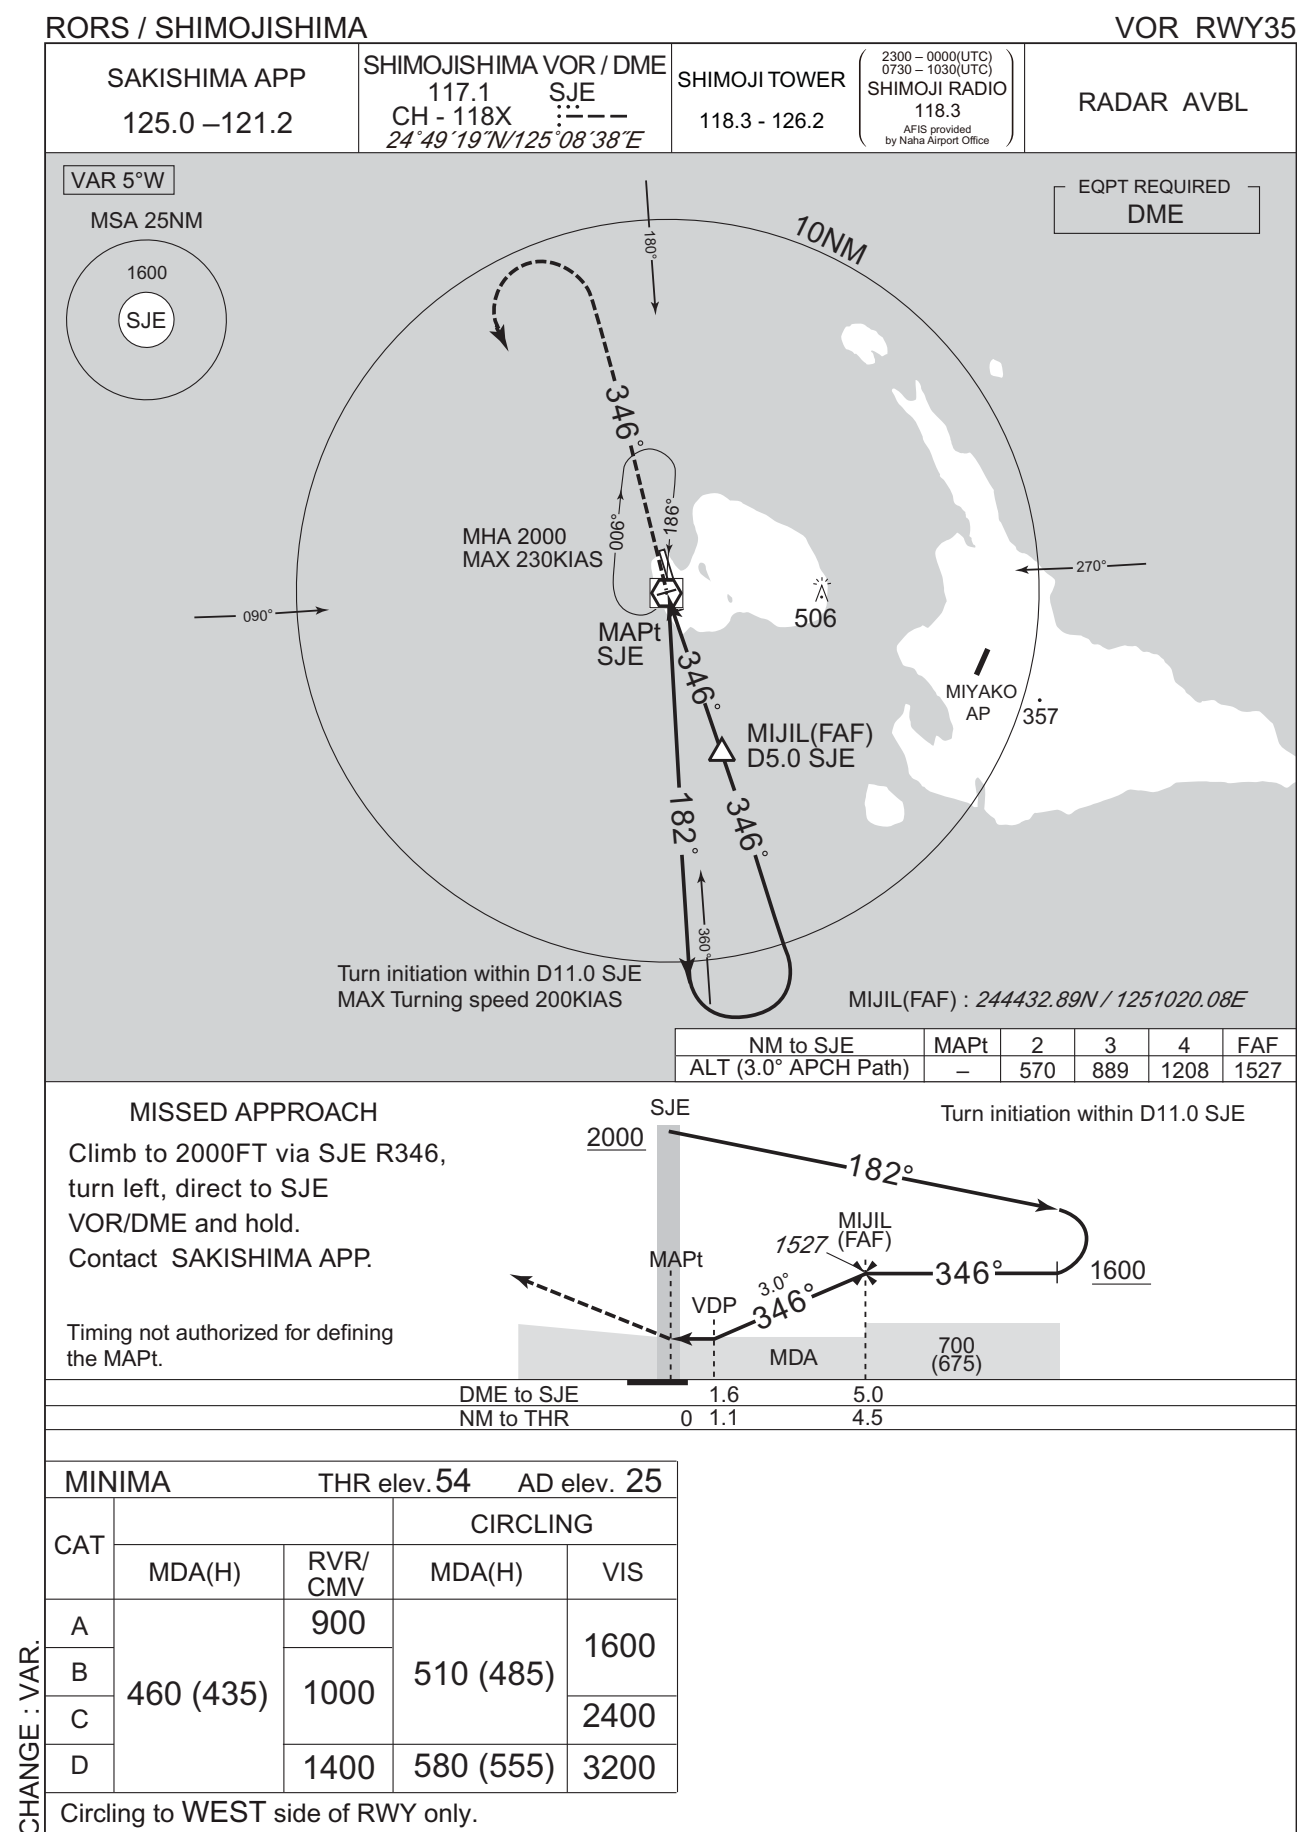 RORS / SHIMOJISHIMA
VOR RWY35
SAKISHIMA APP
125.0 –121.2
SHIMOJISHIMA VOR / DME
117.1 SJE
CH - 118X
24°49´19˝N/125°08´38˝E
SHIMOJI TOWER
118.3 - 126.2
2300 – 0000(UTC)
0730 – 1030(UTC)
SHIMOJI RADIO
118.3
AFIS provided
by Naha Airport Office
RADAR AVBL
VAR 5°W
MSA 25NM
1600
SJE
EQPT REQUIRED
DME
10NM
180°
346°
MHA 2000
MAX 230KIAS
006°
186°
270°
090°
506
MAPt
SJE
346°
MIYAKO
AP
357
MIJIL(FAF)
D5.0 SJE
182°
346°
360°
Turn initiation within D11.0 SJE
MAX Turning speed 200KIAS
MIJIL(FAF) : 244432.89N / 1251020.08E
NM to SJE MAPt 2 3 4 FAF
ALT (3.0° APCH Path) – 570 889 1208 1527
MISSED APPROACH
Climb to 2000FT via SJE R346,
turn left, direct to SJE
VOR/DME and hold.
Contact SAKISHIMA APP.
Timing not authorized for defining
the MAPt.
SJE
Turn initiation within D11.0 SJE
2000
182°
MIJIL
(FAF)
1527
MAPt
346°
1600
3.0°
346°
VDP
MDA
700
(675)
DME to SJE 1.6 5.0
NM to THR 0 1.1 4.5
MINIMA THR elev. 54 AD elev. 25
CAT
CIRCLING
MDA(H)
RVR/
CMV
MDA(H)
VIS
A
900
1600
B
460 (435)
1000
510 (485)
C
2400
D
1400
580 (555)
3200
Circling to WEST side of RWY only.
CHANGE : VAR.